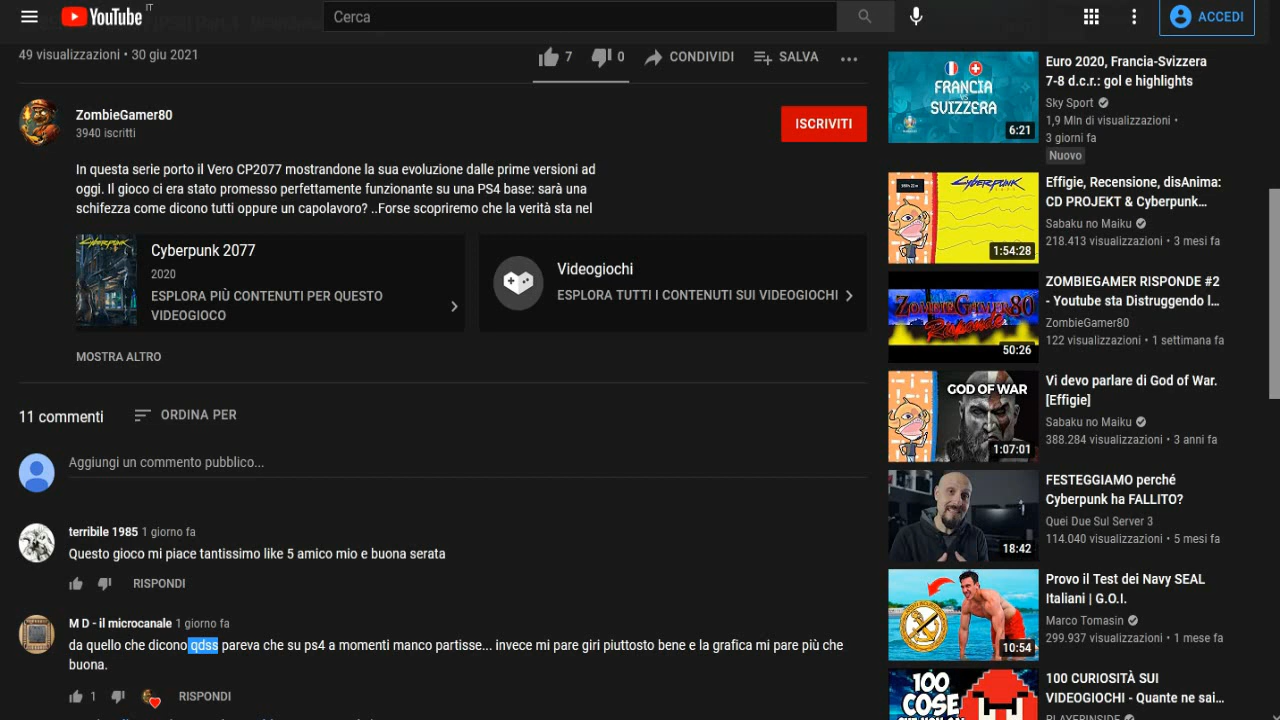 YouTube IT
Cerca
ACCEDI
49 visualizzazioni • 30 giu 2021
7
0
CONDIVIDI
SALVA
ZombieGamer80
3940 iscritti
ISCRIVITI
In questa serie porto il Vero CP2077 mostrandone la sua evoluzione dalle prime versioni ad
oggi. Il gioco ci era stato promesso perfettamente funzionante su una PS4 base: sarà una
schifezza come dicono tutti oppure un capolavoro? ..Forse scopriremo che la verità sta nel
Cyberpunk 2077
2020
ESPLORA PIÙ CONTENUTI PER QUESTO
VIDEOGIOCO
Videogiochi
ESPLORA TUTTI I CONTENUTI SUI VIDEOGIOCHI
MOSTRA ALTRO
11 commenti
ORDINA PER
Aggiungi un commento pubblico...
terribile 1985 1 giorno fa
Questo gioco mi piace tantissimo like 5 amico mio e buona serata
RISPONDI
M D - il microcanale 1 giorno fa
da quello che dicono qdss pareva che su ps4 a momenti manco partisse... invece mi pare giri piuttosto bene e la grafica mi pare più che
buona.
1
RISPONDI
FRANCIA
VS
SVIZZERA
6:21
Euro 2020, Francia-Svizzera
7-8 d.c.r.: gol e highlights
Sky Sport
1,9 Mln di visualizzazioni •
3 giorni fa
Nuovo
CYBERPUNK
1:54:28
Effigie, Recensione, disAnima:
CD PROJEKT & Cyberpunk...
Sabaku no Maiku
218.413 visualizzazioni • 3 mesi fa
ZOMBIEGAMER80
Risponde
50:26
ZOMBIEGAMER RISPONDE #2
- Youtube sta Distruggendo I...
ZombieGamer80
122 visualizzazioni • 1 settimana fa
GOD OF WAR
1:07:01
Vi devo parlare di God of War.
[Effigie]
Sabaku no Maiku
388.284 visualizzazioni • 3 anni fa
18:42
FESTEGGIAMO perché
Cyberpunk ha FALLITO?
Quei Due Sul Server 3
114.040 visualizzazioni • 5 mesi fa
10:54
Provo il Test dei Navy SEAL
Italiani | G.O.I.
Marco Tomasin
299.937 visualizzazioni • 1 mese fa
100
COSE
100 CURIOSITÀ SUI
VIDEOGIOCHI - Quante ne sai...
PLAYERINSIDE